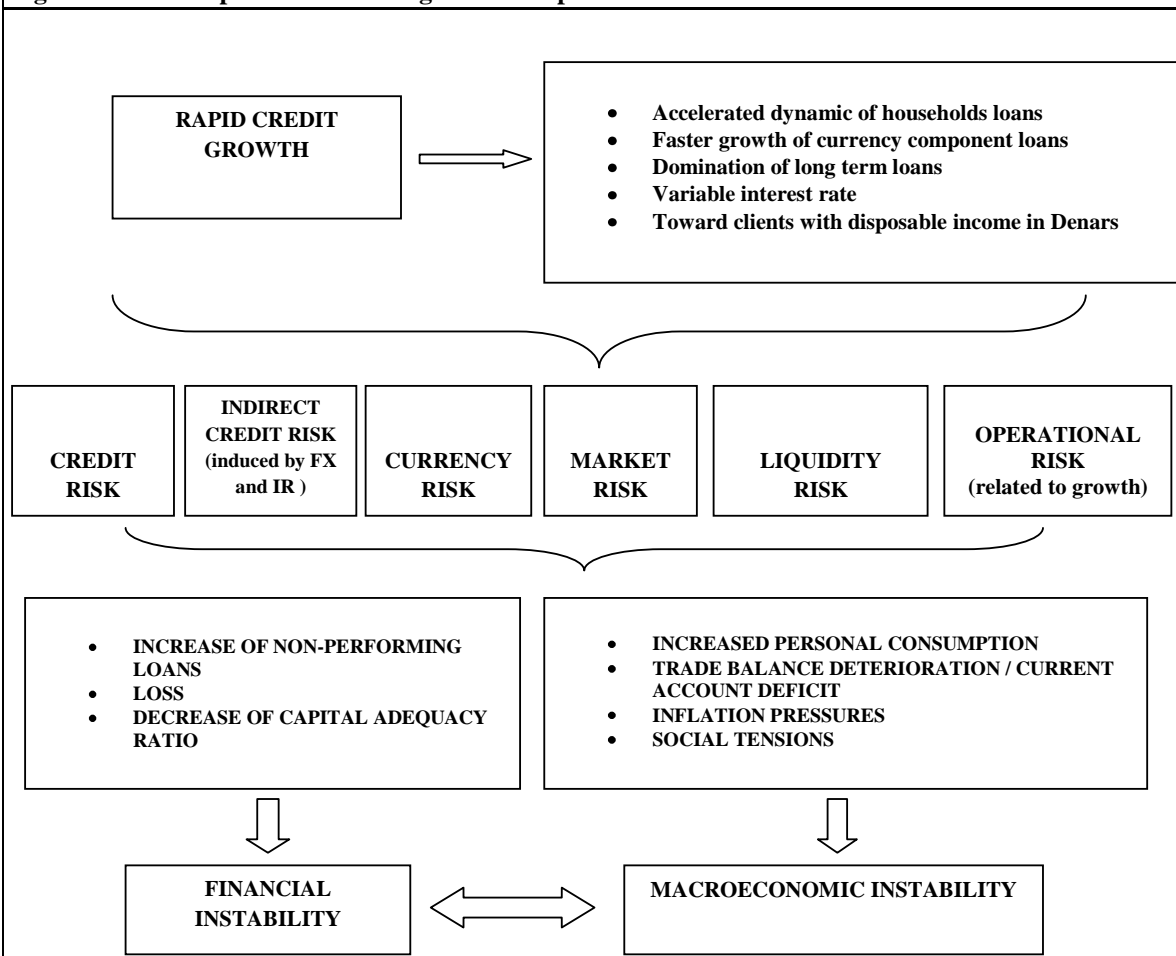 RAPID CREDIT
GROWTH
• Accelerated dynamic of households loans
• Faster growth of currency component loans
• Domination of long term loans
• Variable interest rate
• Toward clients with disposable income in Denars
CREDIT
RISK
INDIRECT
CREDIT RISK
(induced by FX
and IR )
CURRENCY
RISK
MARKET
RISK
LIQUIDITY
RISK
OPERATIONAL
RISK
(related to growth)
• INCREASE OF NON-PERFORMING
LOANS
• LOSS
• DECREASE OF CAPITAL ADEQUACY
RATIO
• INCREASED PERSONAL CONSUMPTION
• TRADE BALANCE DETERIORATION / CURRENT
ACCOUNT DEFICIT
• INFLATION PRESSURES
• SOCIAL TENSIONS
FINANCIAL
INSTABILITY
MACROECONOMIC INSTABILITY